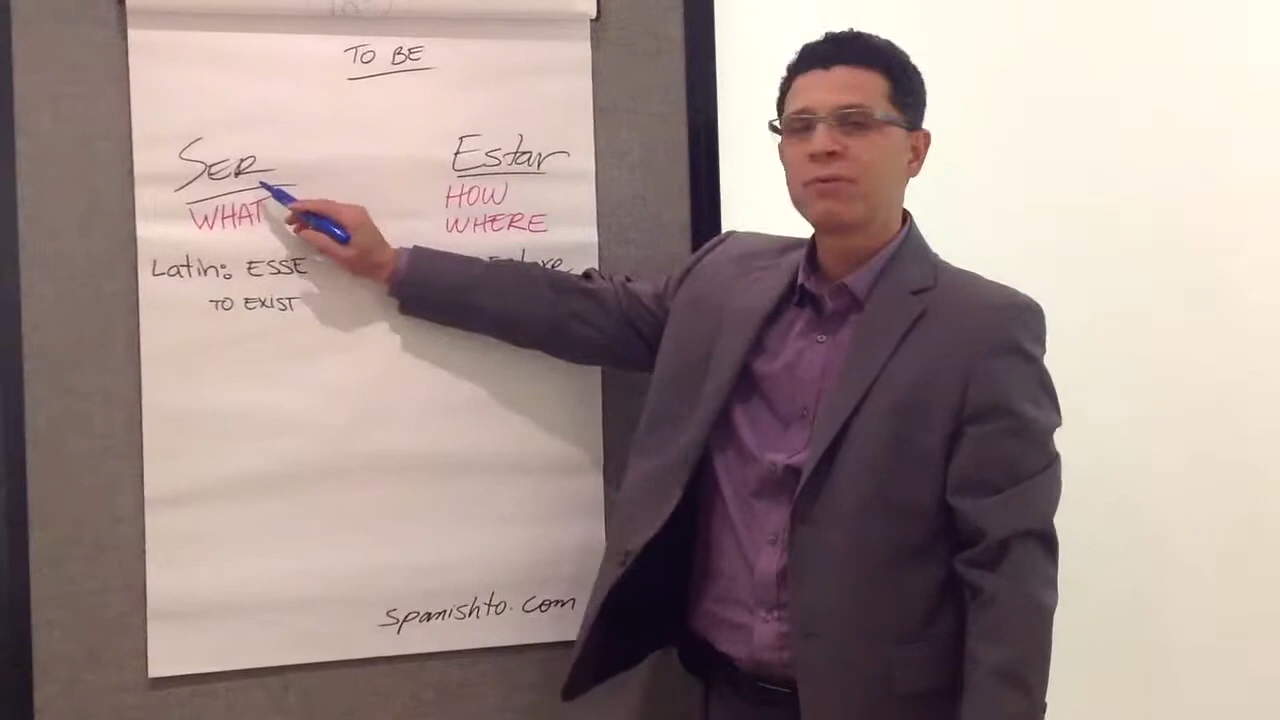 TO BE
SER
WHAT
Latin: ESSE
TO EXIST
Estar
HOW
WHERE
spanishto.com